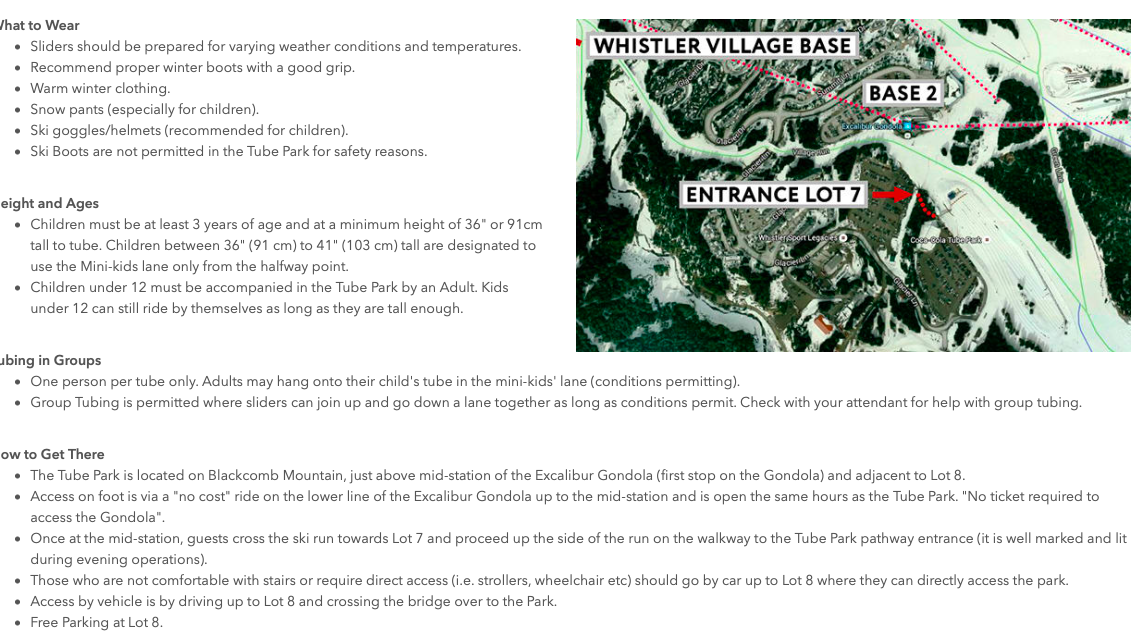 What to Wear
Sliders should be prepared for varying weather conditions and temperatures.
Recommend proper winter boots with a good grip.
Warm winter clothing.
Snow pants (especially for children).
Ski goggles/helmets (recommended for children).
Ski Boots are not permitted in the Tube Park for safety reasons.
eight and Ages
Children must be at least 3 years of age and at a minimum height of 36" or 91cm
tall to tube. Children between 36" (91 cm) to 41" (103 cm) tall are designated to
use the Mini-kids lane only from the halfway point.
Children under 12 must be accompanied in the Tube Park by an Adult. Kids
under 12 can still ride by themselves as long as they are tall enough.
WHISTLER VILLAGE BASE
BASE 2
Excalibur Gondola
Village Run
ENTRANCE LOT 7
Whistler Sport Legacies
Coca-Cola Tube Park
Green Line
ubing in Groups
One person per tube only. Adults may hang onto their child's tube in the mini-kids' lane (conditions permitting).
Group Tubing is permitted where sliders can join up and go down a lane together as long as conditions permit. Check with your attendant for help with group tubing.
ow to Get There
The Tube Park is located on Blackcomb Mountain, just above mid-station of the Excalibur Gondola (first stop on the Gondola) and adjacent to Lot 8.
Access on foot is via a "no cost" ride on the lower line of the Excalibur Gondola up to the mid-station and is open the same hours as the Tube Park. "No ticket required to
access the Gondola".
Once at the mid-station, guests cross the ski run towards Lot 7 and proceed up the side of the run on the walkway to the Tube Park pathway entrance (it is well marked and lit
during evening operations).
Those who are not comfortable with stairs or require direct access (i.e. strollers, wheelchair etc) should go by car up to Lot 8 where they can directly access the park.
Access by vehicle is by driving up to Lot 8 and crossing the bridge over to the Park.
Free Parking at Lot 8.